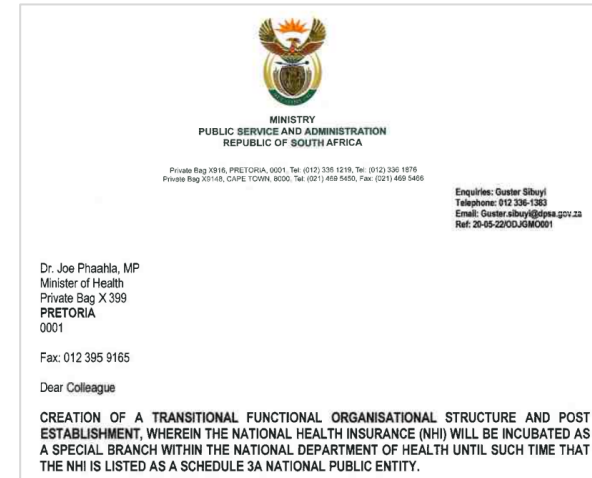 MINISTRY
PUBLIC SERVICE AND ADMINISTRATION
REPUBLIC OF SOUTH AFRICA
Private Bag X916, PRETORIA, 0001, Tel: (012) 336 1219, Tel: (012) 336 1876
Private Bag X9148, CAPE TOWN, 8000, Tel: (021) 469 5450, Fax: (021) 469 5466
Enquiries: Guster Sibuyi
Telephone: 012 336-1383
Email: Guster.sibuyi@dpsa.gov.za
Ref: 20-05-22/ODJGMO001
Dr. Joe Phaahla, MP
Minister of Health
Private Bag X 399
PRETORIA
0001
Fax: 012 395 9165
Dear Colleague
CREATION OF A TRANSITIONAL FUNCTIONAL ORGANISATIONAL STRUCTURE AND POST
ESTABLISHMENT, WHEREIN THE NATIONAL HEALTH INSURANCE (NHI) WILL BE INCUBATED AS
A SPECIAL BRANCH WITHIN THE NATIONAL DEPARTMENT OF HEALTH UNTIL SUCH TIME THAT
THE NHI IS LISTED AS A SCHEDULE 3A NATIONAL PUBLIC ENTITY.